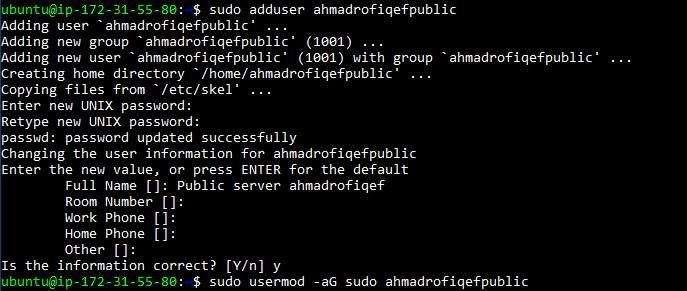 ubuntu@ip-172-31-55-80:~$ sudo adduser ahmadrofiqefpublic
Adding user `ahmadrofiqefpublic' ...
Adding new group `ahmadrofiqefpublic' (1001) ...
Adding new user `ahmadrofiqefpublic' (1001) with group `ahmadrofiqefpublic' ...
Creating home directory `/home/ahmadrofiqefpublic' ...
Copying files from `/etc/skel' ...
Enter new UNIX password:
Retype new UNIX password:
passwd: password updated successfully
Changing the user information for ahmadrofiqefpublic
Enter the new value, or press ENTER for the default
        Full Name []: Public server ahmadrofiqef
        Room Number []:
        Work Phone []:
        Home Phone []:
        Other []:
Is the information correct? [Y/n] y
ubuntu@ip-172-31-55-80:~$ sudo usermod -aG sudo ahmadrofiqefpublic